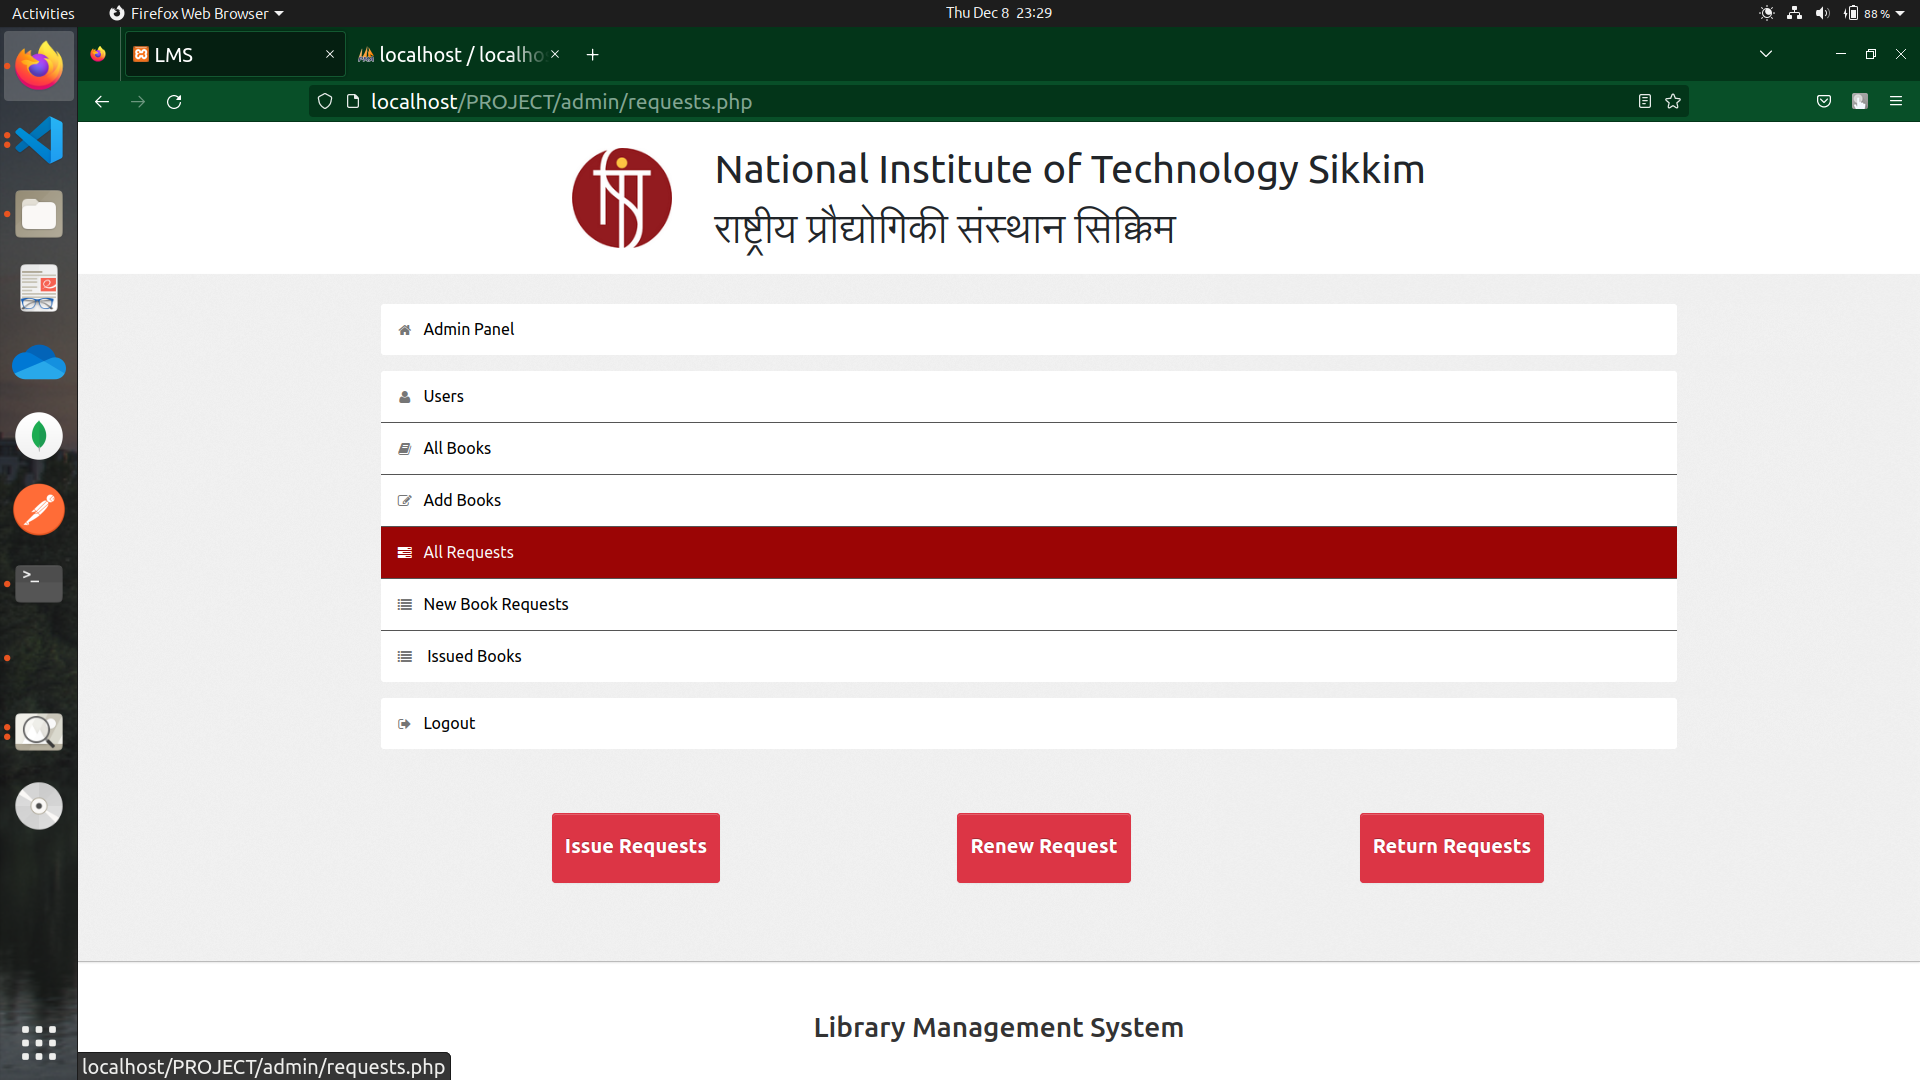 Activities
Firefox Web Browser
Thu Dec 8 23:29
88 %
LMS
localhost / localho
localhost/PROJECT/admin/requests.php
National Institute of Technology Sikkim
राष्ट्रीय प्रौद्योगिकी संस्थान सिक्किम
Admin Panel
Users
All Books
Add Books
All Requests
New Book Requests
Issued Books
Logout
Issue Requests
Renew Request
Return Requests
Library Management System
localhost/PROJECT/admin/requests.php